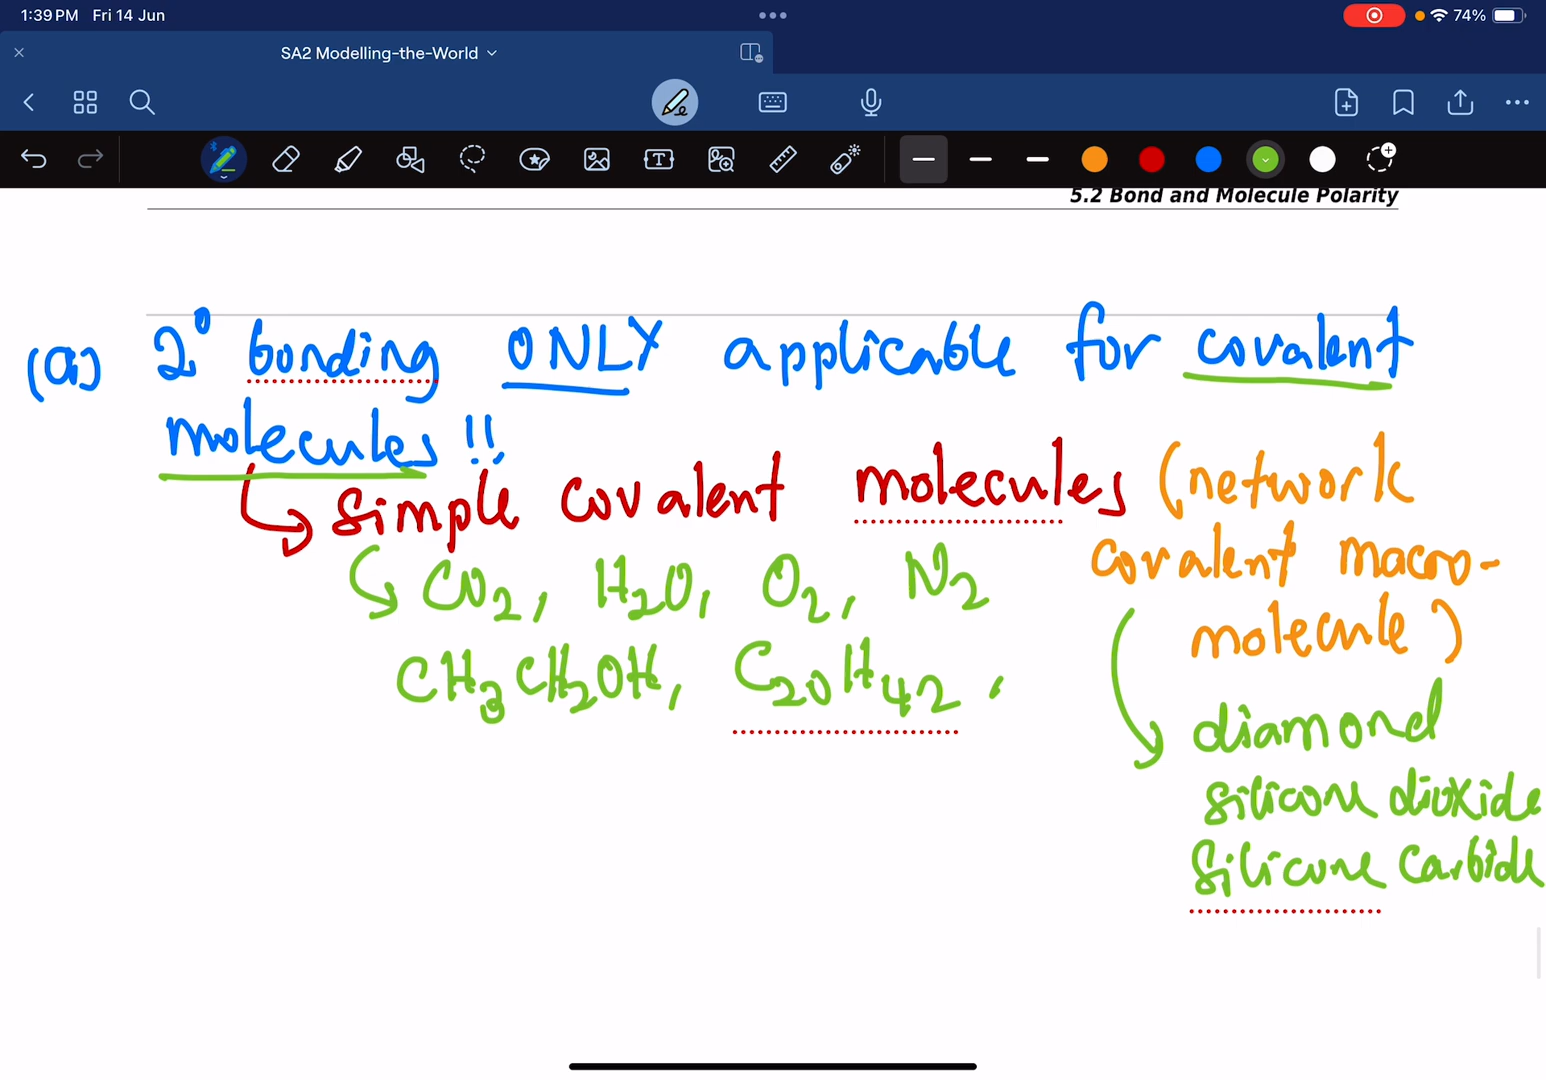 1:39 PM Fri 14 Jun
74%
SA2 Modelling-the-World
5.2 Bond and Molecule Polarity
(a) 2° bonding ONLY applicable for covalent
molecules !!
simple covalent molecules (network
covalent macro-
molecule)
CO2, H2O, O2, N2
CH3CH2OH, C20H42,
diamond
silicone dioxide
silicone carbide